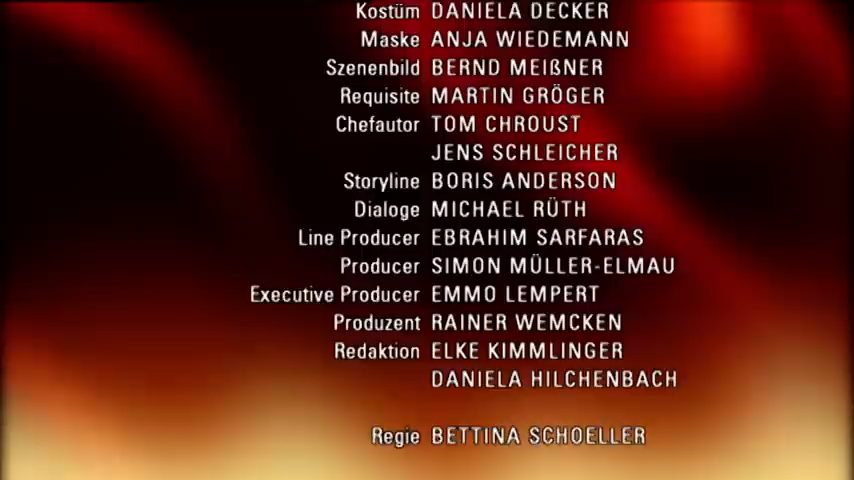 Kostüm DANIELA DECKER
Maske ANJA WIEDEMANN
Szenenbild BERND MEIßNER
Requisite MARTIN GRÖGER
Chefautor TOM CHROUST
JENS SCHLEICHER
Storyline BORIS ANDERSON
Dialoge MICHAEL RÜTH
Line Producer EBRAHIM SARFARAS
Producer SIMON MÜLLER-ELMAU
Executive Producer EMMO LEMPERT
Produzent RAINER WEMCKEN
Redaktion ELKE KIMMLINGER
DANIELA HILCHENBACH
Regie BETTINA SCHOELLER